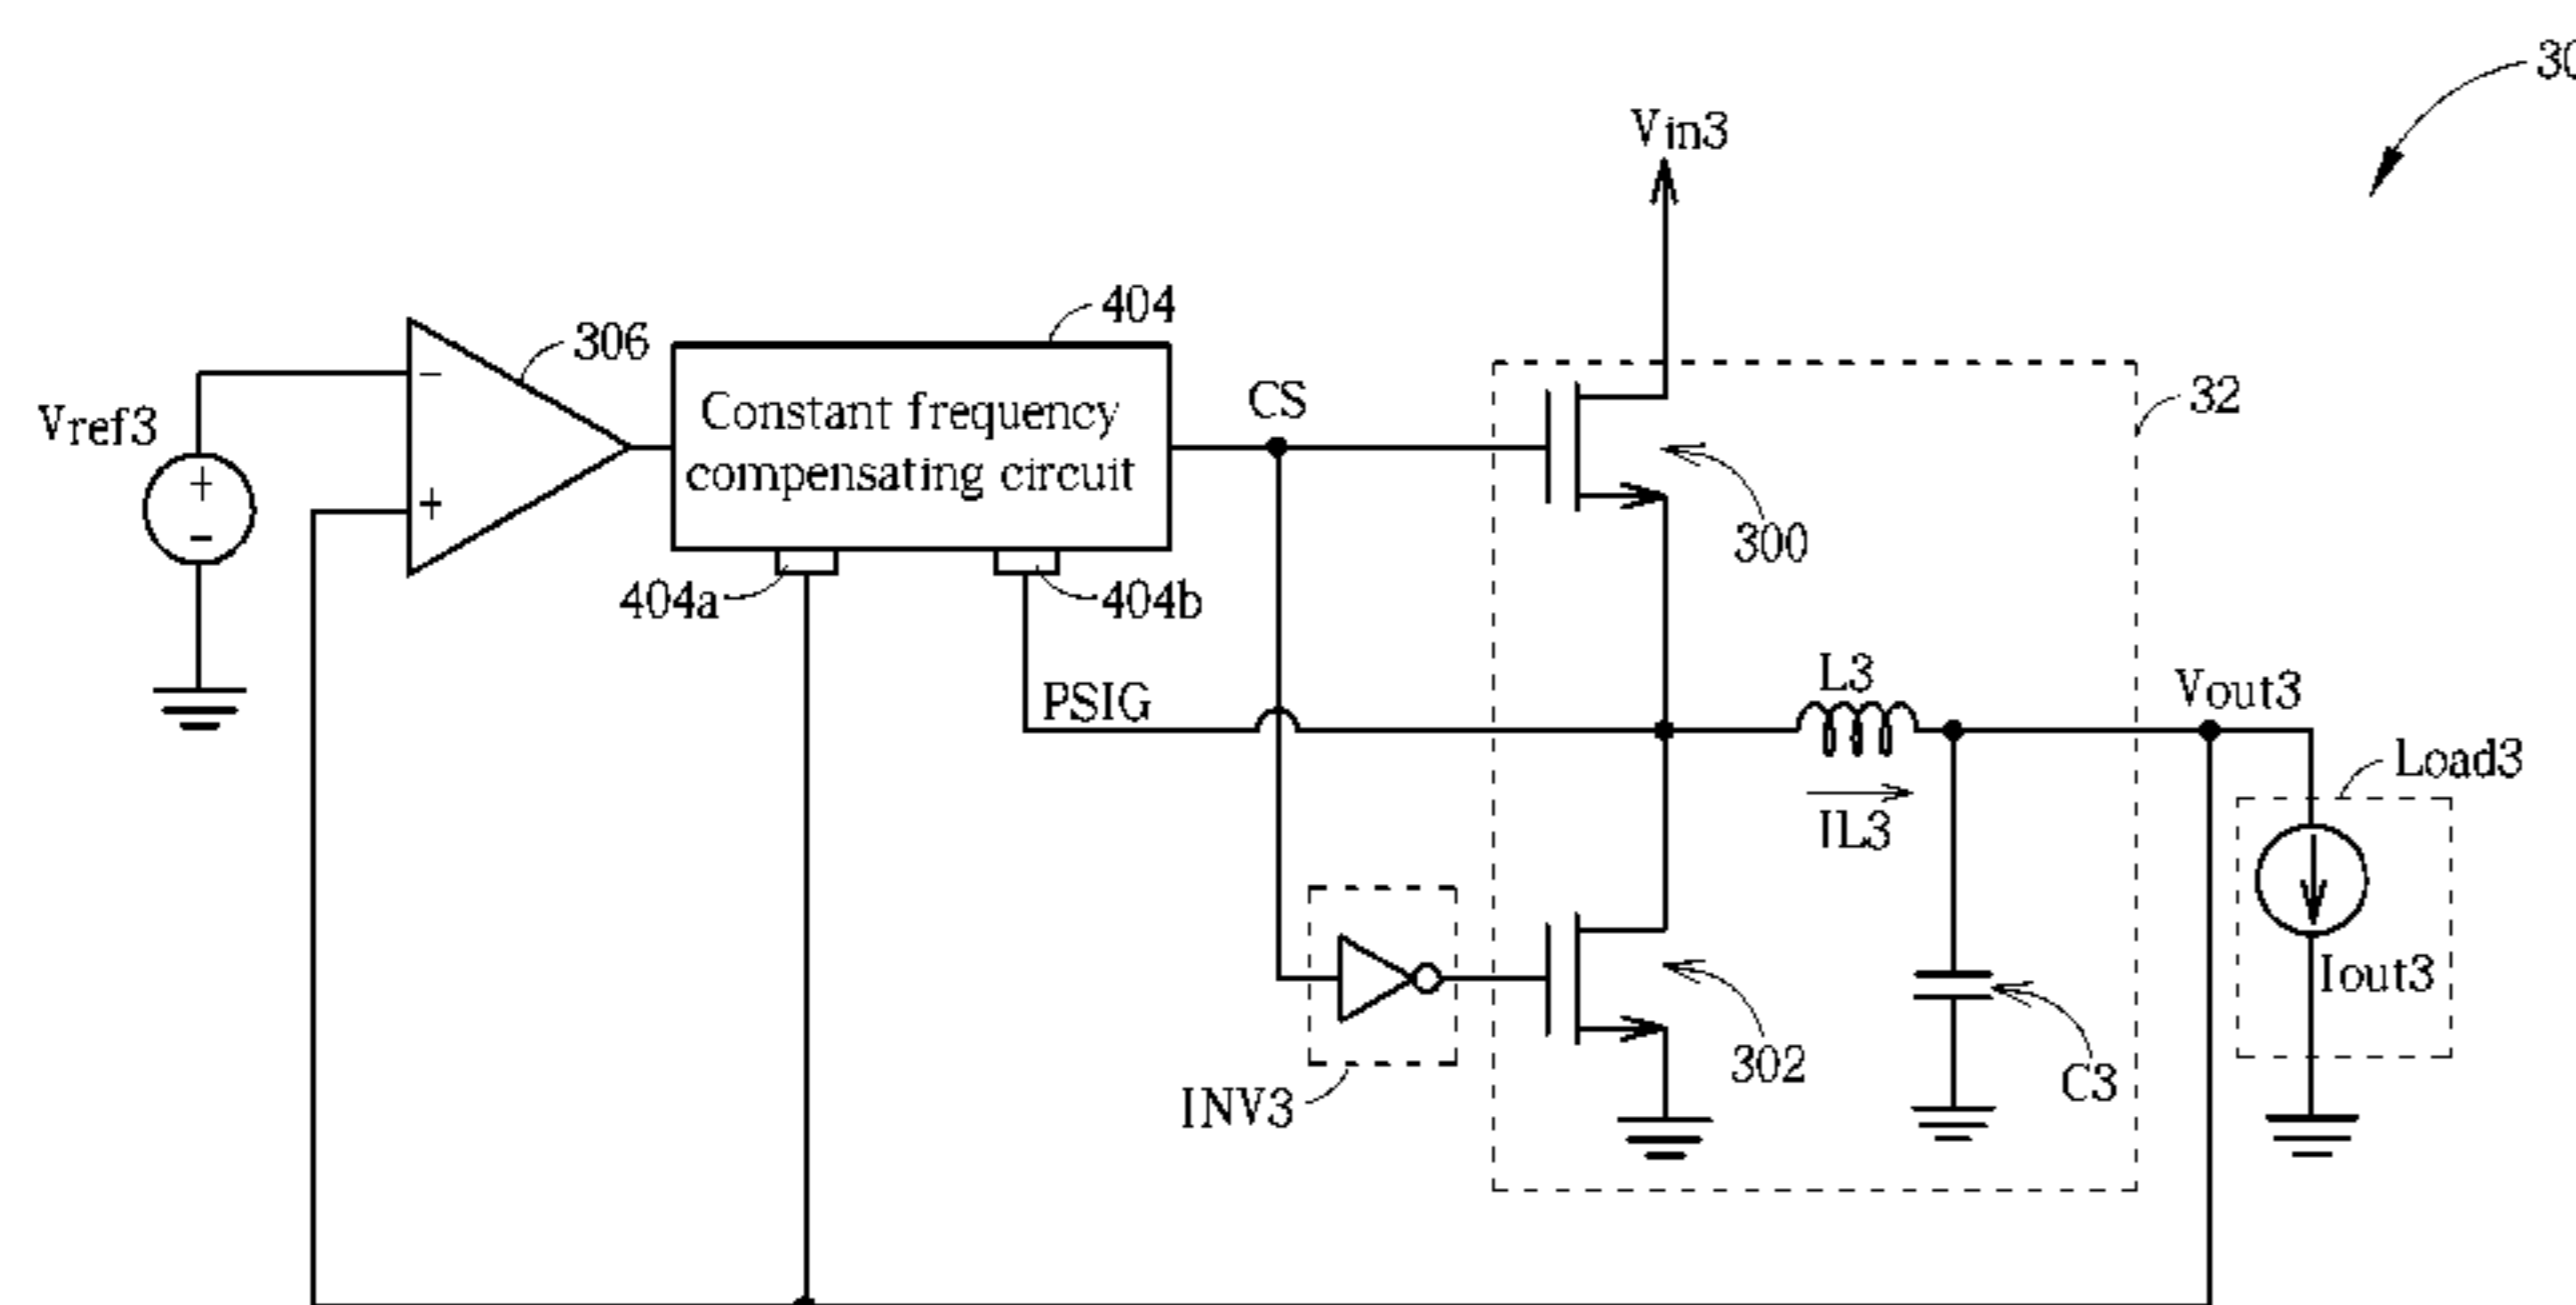 30
Vin3
404
306
Constant frequency
compensating circuit
CS
32
Vref3
−
+
+
−
300
404a
404b
PSIG
L3
Vout3
Load3
IL3
Iout3
302
C3
INV3